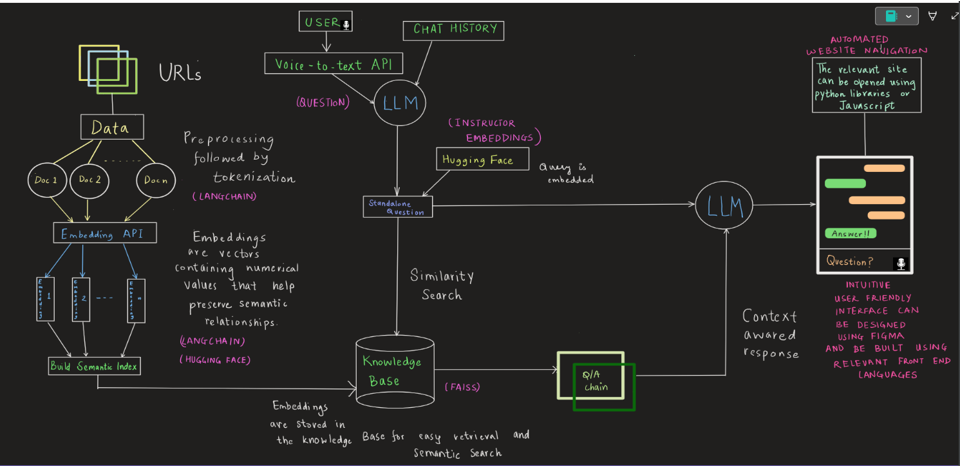 USER
CHAT HISTORY
Voice-to-text API
(QUESTION)
LLM
(INSTRUCTOR
EMBEDDINGS)
Hugging Face
Query is
embedded
Standalone
Question
LLM
Similarity
Search
URLs
Data
Preprocessing
followed by
tokenization
(LANGCHAIN)
Doc 1
Doc 2
.......
Doc n
Embedding API
Embeddings
are vectors
containing numerical
values that help
preserve semantic
relationships.
(LANGCHAIN)
(HUGGING FACE)
Embedding 1
Embedding 2
---
Embedding n
Build Semantic Index
Knowledge
Base
(FAISS)
Embeddings
are stored in
the knowledge Base for easy retrieval and
semantic Search
Q/A
chain
Context
awared
response
AUTOMATED
WEBSITE NAVIGATION
The relevant site
can be opened using
python libraries or
Javascript
Answer!!
Question?
INTUITIVE
USER FRIENDLY
INTERFACE CAN
BE DESIGNED
USING FIGMA
AND BE BUILT USING
RELEVANT FRONT END
LANGUAGES